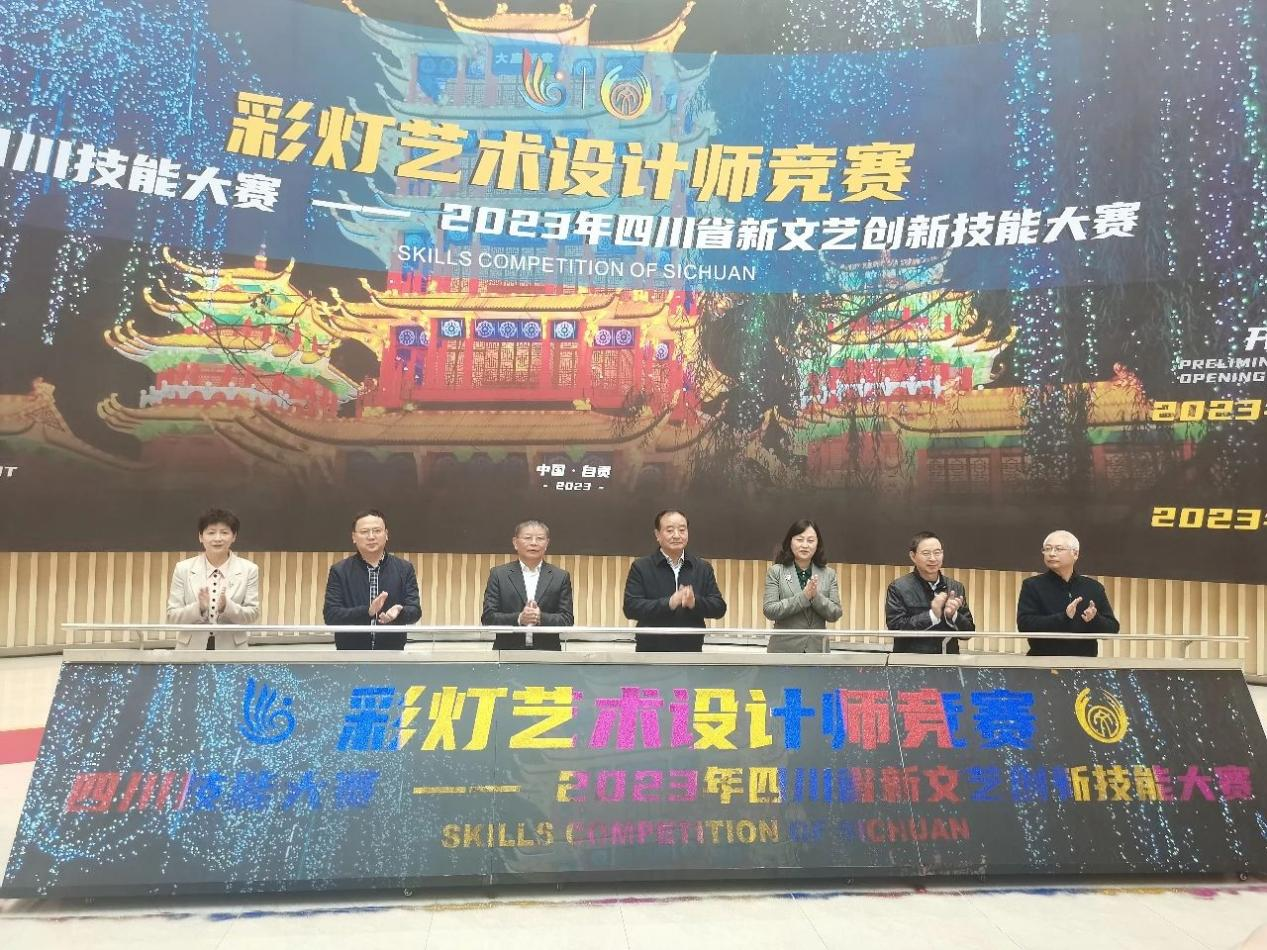 彩灯艺术设计师竞赛
川技能大赛 —— 2023年四川省新文艺创新技能大赛
SKILLS COMPETITION OF SICHUAN
PRELIMIN
OPENING
2023
中国·自贡
- 2023 -
2023
彩灯艺术设计师竞赛
四川技能大赛 —— 2023年四川省新文艺创新技能大赛
SKILLS COMPETITION OF SICHUAN